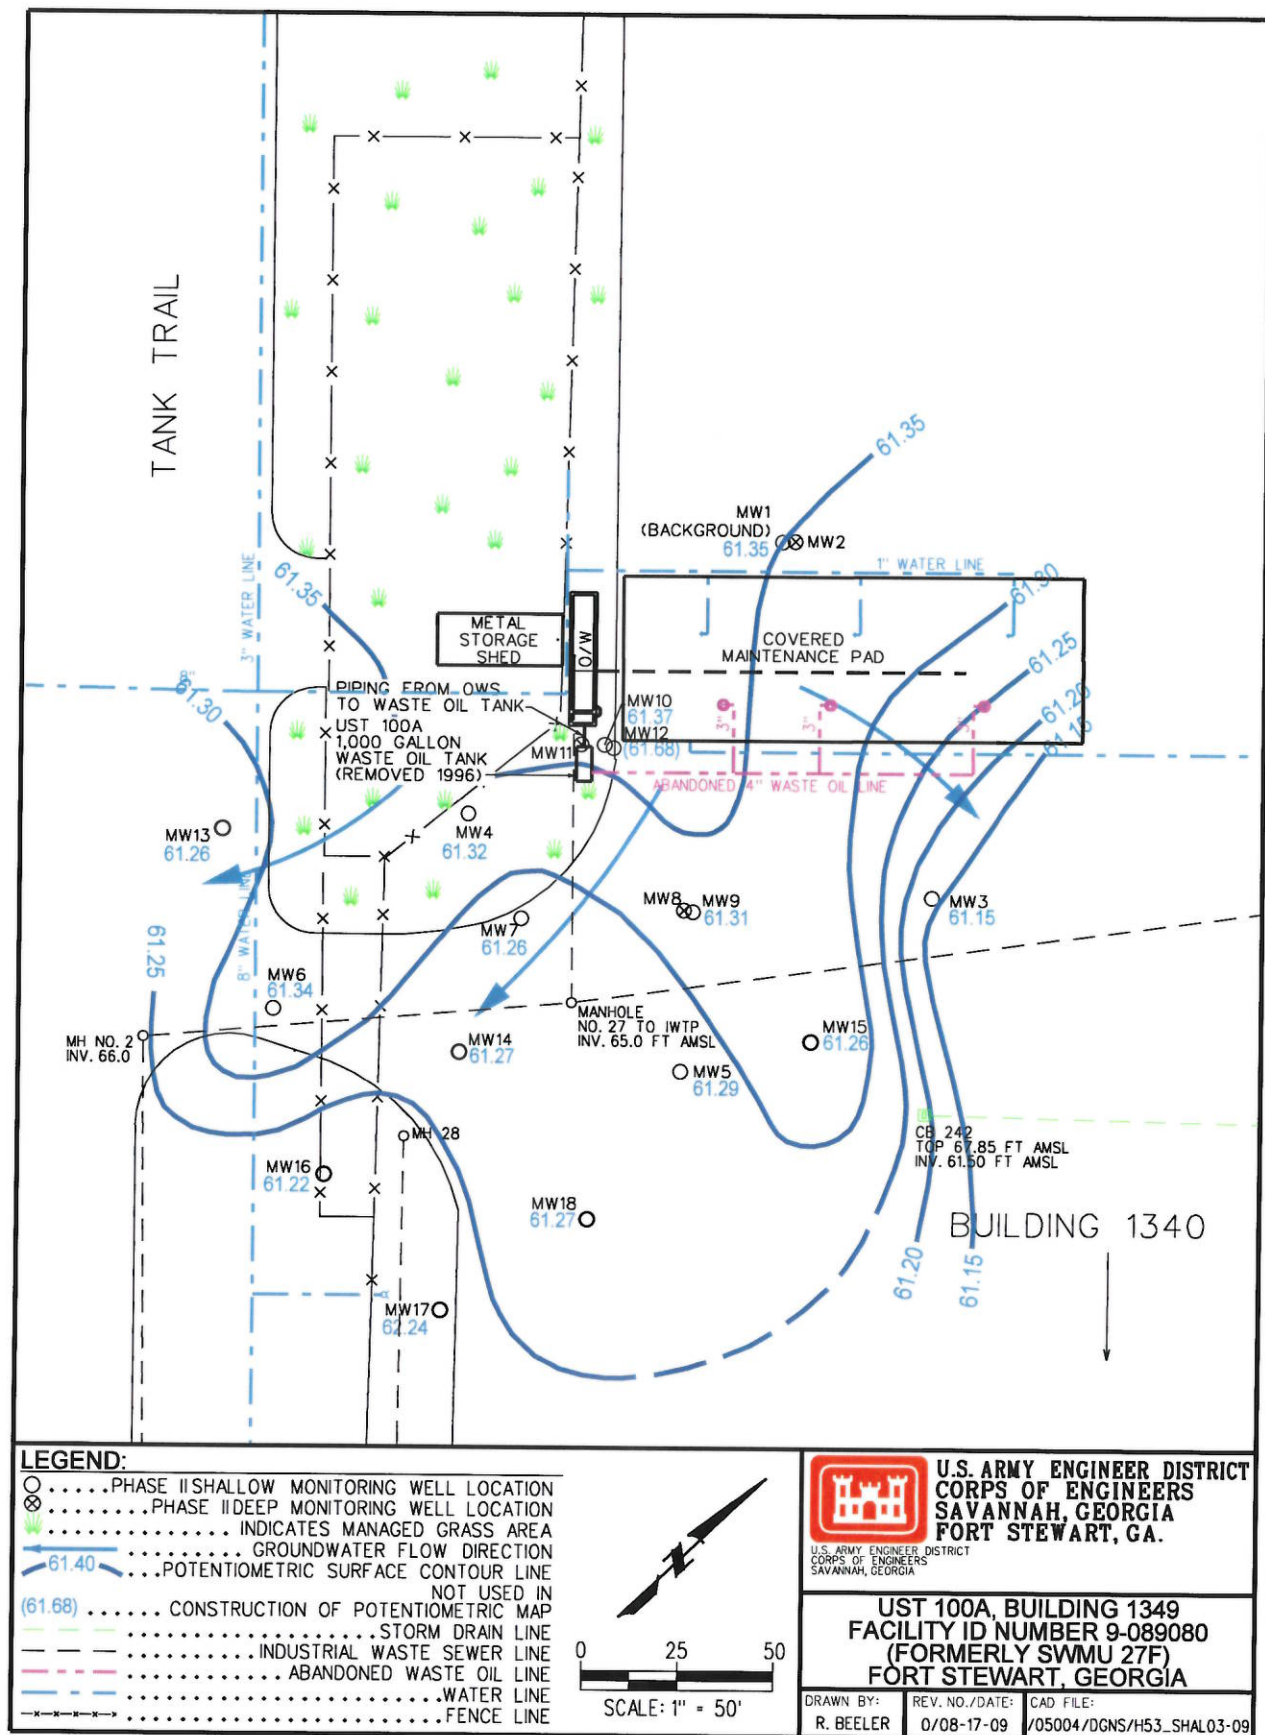 TANK TRAIL
3" WATER LINE
61.35
61.35
MW1
(BACKGROUND)
61.35
MW2
1" WATER LINE
61.30
METAL
STORAGE
SHED
O/W
COVERED
MAINTENANCE PAD
61.25
8"
61.30
PIPING FROM OWS
TO WASTE OIL TANK
UST 100A
1,000 GALLON
WASTE OIL TANK
(REMOVED 1996)
MW10
61.37
MW12
(61.68)
MW11
3"
3"
3"
61.20
61.15
ABANDONED 4" WASTE OIL LINE
MW13
61.26
MW4
61.32
8" WATER LINE
MW8
MW9
61.31
MW3
61.15
MW7
61.26
61.25
MW6
61.34
MH NO. 2
INV. 66.0
MANHOLE
NO. 27 TO IWTP
INV. 65.0 FT AMSL
MW14
61.27
MW15
61.26
MW5
61.29
CB 242
TOP 67.85 FT AMSL
INV. 61.50 FT AMSL
MH 28
MW16
61.22
MW18
61.27
BUILDING 1340
61.20
61.15
MW17
62.24
LEGEND:
PHASE II SHALLOW MONITORING WELL LOCATION
PHASE II DEEP MONITORING WELL LOCATION
INDICATES MANAGED GRASS AREA
GROUNDWATER FLOW DIRECTION
61.40 POTENTIOMETRIC SURFACE CONTOUR LINE
NOT USED IN
(61.68) CONSTRUCTION OF POTENTIOMETRIC MAP
STORM DRAIN LINE
INDUSTRIAL WASTE SEWER LINE
ABANDONED WASTE OIL LINE
WATER LINE
FENCE LINE
N
0 25 50
SCALE: 1" = 50'
U.S. ARMY ENGINEER DISTRICT
CORPS OF ENGINEERS
SAVANNAH, GEORGIA
FORT STEWART, GA.
U.S. ARMY ENGINEER DISTRICT
CORPS OF ENGINEERS
SAVANNAH, GEORGIA
UST 100A, BUILDING 1349
FACILITY ID NUMBER 9-089080
(FORMERLY SWMU 27F)
FORT STEWART, GEORGIA
DRAWN BY:
R. BEELER
REV. NO./DATE:
0/08-17-09
CAD FILE:
/05004/DGNS/H53_SHAL03-09